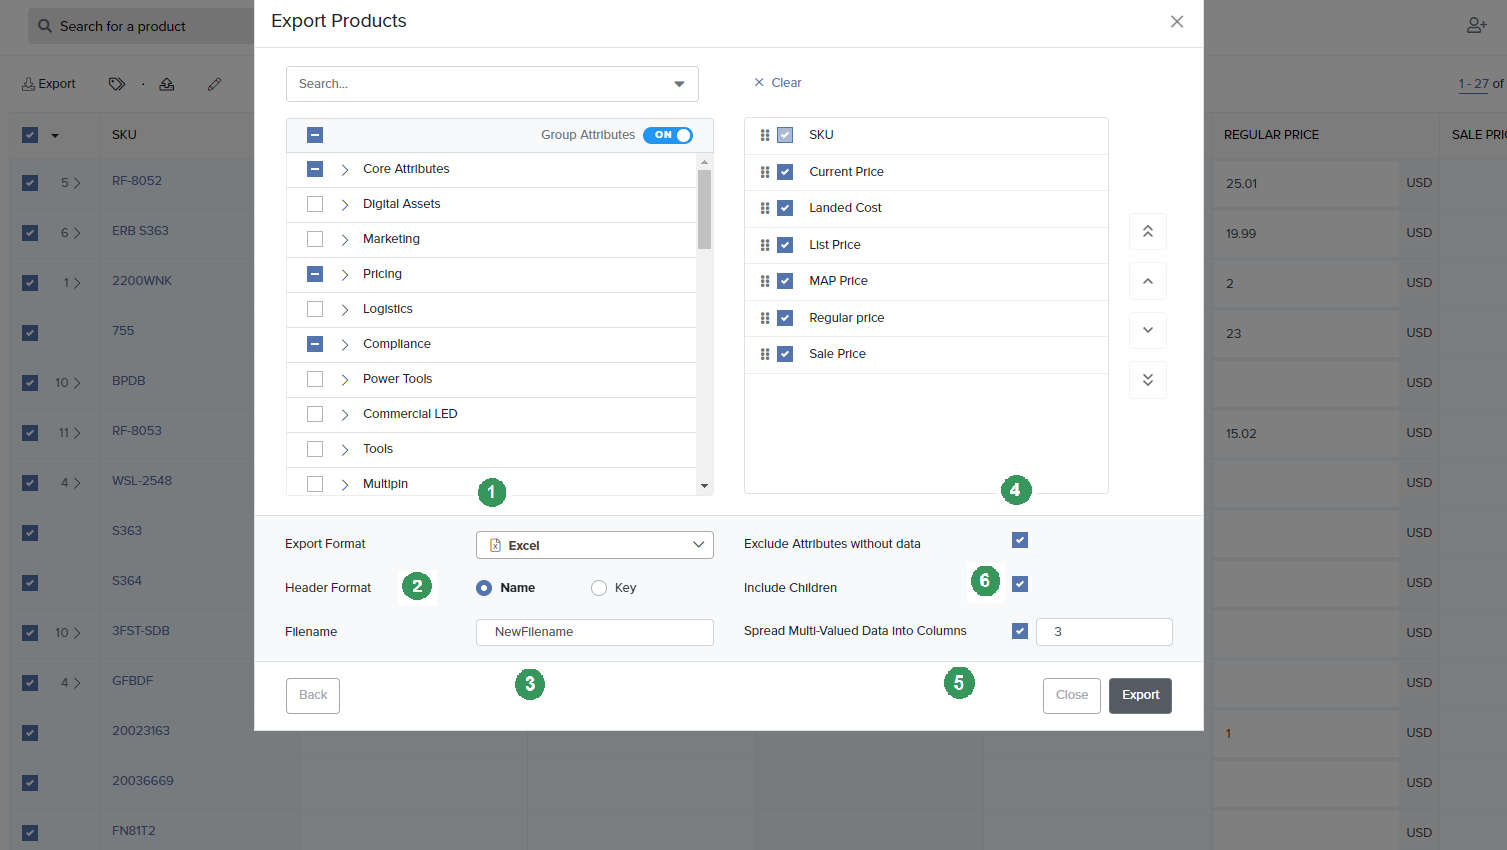 Search for a product
Export Products
Export
1 - 27 of
Search...
Clear
SKU
REGULAR PRICE
SALE PRIC
Group Attributes ON
Core Attributes
Digital Assets
Marketing
Pricing
Logistics
Compliance
Power Tools
Commercial LED
Tools
Multipin
SKU
Current Price
Landed Cost
List Price
MAP Price
Regular price
Sale Price
5 RF-8052
25.01 USD
6 ERB S363
19.99 USD
1 2200WNK
2 USD
755
23 USD
10 BPDB
USD
11 RF-8053
15.02 USD
4 WSL-2548
USD
S363
USD
S364
USD
10 3FST-SDB
USD
4 GFBDF
USD
20023163
1 USD
20036669
USD
FN81T2
USD
1
4
Export Format
Excel
Exclude Attributes without data
Header Format
2
Name
Key
Include Children
6
Filename
NewFilename
Spread Multi-Valued Data into Columns
3
3
5
Back
Close
Export